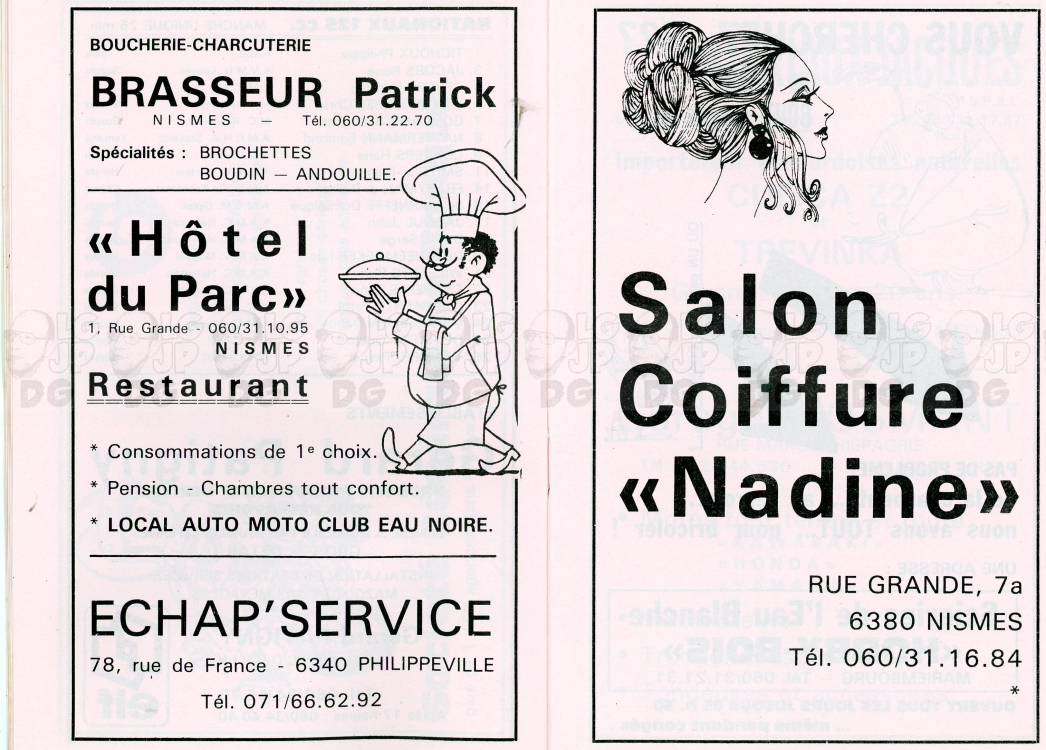 BOUCHERIE-CHARCUTERIE
BRASSEUR Patrick
NISMES — Tél. 060/31.22.70
Spécialités : BROCHETTES
BOUDIN — ANDOUILLE.
« Hôtel
du Parc»
1, Rue Grande - 060/31.10.95
NISMES
Restaurant
* Consommations de 1e choix.
* Pension - Chambres tout confort.
* LOCAL AUTO MOTO CLUB EAU NOIRE.
ECHAP'SERVICE
78, rue de France - 6340 PHILIPPEVILLE
Tél. 071/66.62.92
Salon
Coiffure
«Nadine»
RUE GRANDE, 7a
6380 NISMES
Tél. 060/31.16.84
*
LG JP DG